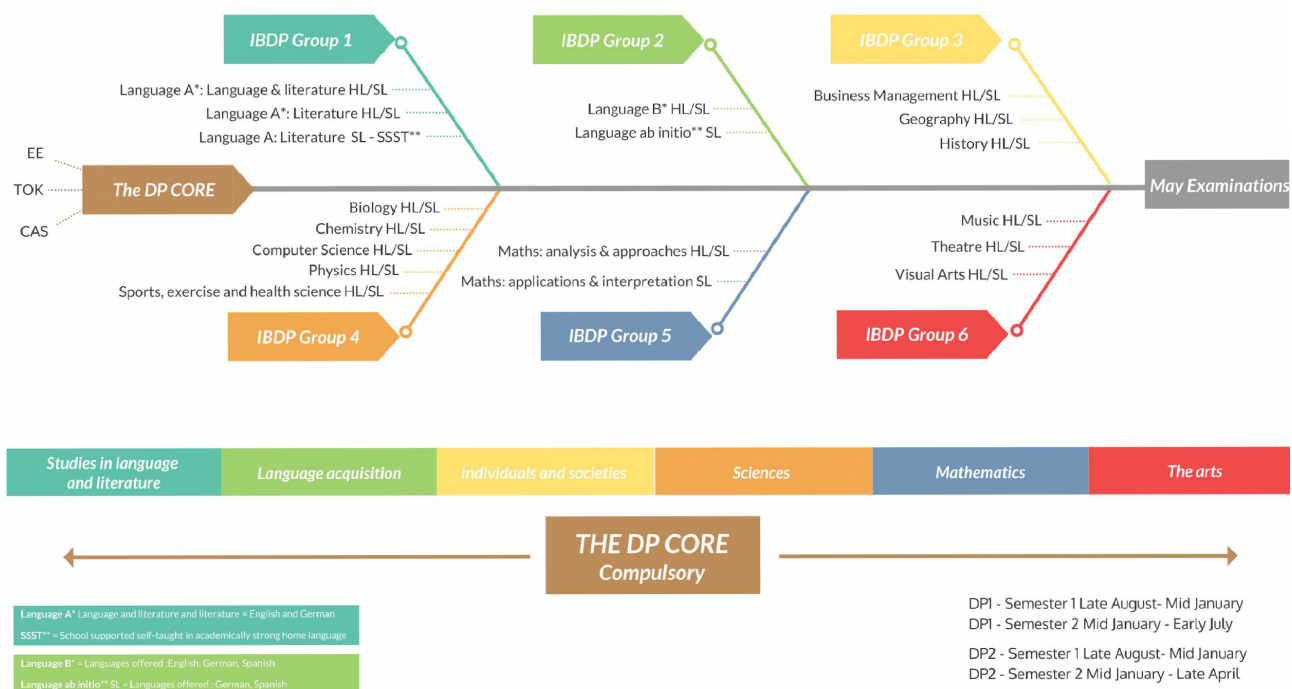 IBDP Group 1
Language A*: Language & literature HL/SL
Language A*: Literature HL/SL
Language A: Literature SL - SSST**
IBDP Group 2
Language B* HL/SL
Language ab initio** SL
IBDP Group 3
Business Management HL/SL
Geography HL/SL
History HL/SL
EE
TOK
CAS
The DP CORE
May Examinations
Biology HL/SL
Chemistry HL/SL
Computer Science HL/SL
Physics HL/SL
Sports, exercise and health science HL/SL
IBDP Group 4
Maths: analysis & approaches HL/SL
Maths: applications & interpretation SL
IBDP Group 5
Music HL/SL
Theatre HL/SL
Visual Arts HL/SL
IBDP Group 6
Studies in language
and literature
Language acquisition
Individuals and societies
Sciences
Mathematics
The arts
THE DP CORE
Compulsory
Language A* Language and literature and literature = English and German
SSST** = School supported self-taught in academically strong home language
Language B* = Languages offered :English, German, Spanish
Language ab initio** SL = Languages offered : German, Spanish
DP1 - Semester 1 Late August- Mid January
DP1 - Semester 2 Mid January - Early July
DP2 - Semester 1 Late August- Mid January
DP2 - Semester 2 Mid January - Late April